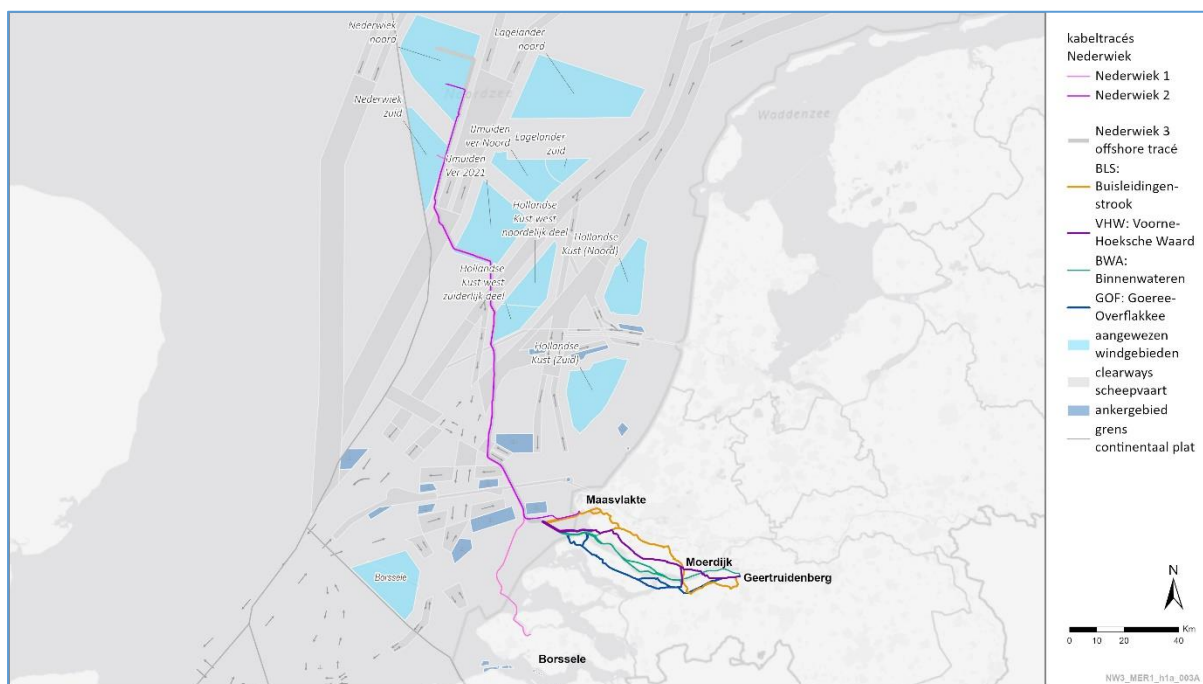 Nederwiek
noord
Lagelander
noord
Noordzee
Waddenzee
Nederwiek
zuid
IJmuiden
ver Noord
Lagelander
zuid
IJmuiden
Ver 2021
Hollandse
Kust west
noordelijk deel
Hollandse
Kust (Noord)
Hollandse
Kust west
zuiderlijk deel
Hollandse
Kust (Zuid)
Maasvlakte
Moerdijk
Geertruidenberg
Borssele
Borssele
kabeltracés
Nederwiek
Nederwiek 1
Nederwiek 2
Nederwiek 3
offshore tracé
BLS:
Buisleidingen-
strook
VHW: Voorne-
Hoeksche Waard
BWA:
Binnenwateren
GOF: Goeree-
Overflakkee
aangewezen
windgebieden
clearways
scheepvaart
ankergebied
grens
continentaal plat
N
Km
0 10 20 40
NW3_MER1_h1a_003A